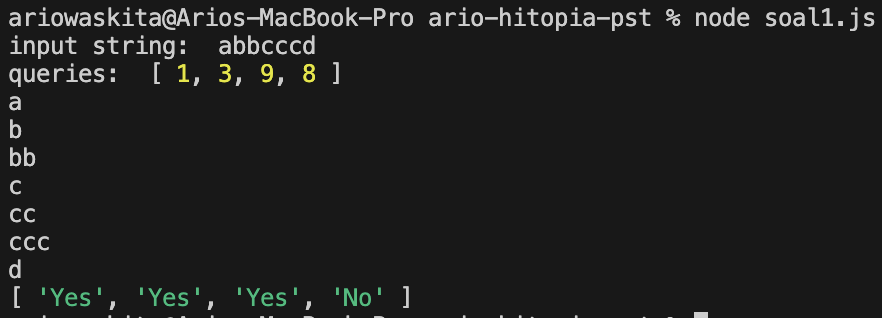 ariowaskita@Arios-MacBook-Pro ario-hitopia-pst % node soal1.js
input string:  abbcccd
queries:  [ 1, 3, 9, 8 ]
a
b
bb
c
cc
ccc
d
[ 'Yes', 'Yes', 'Yes', 'No' ]